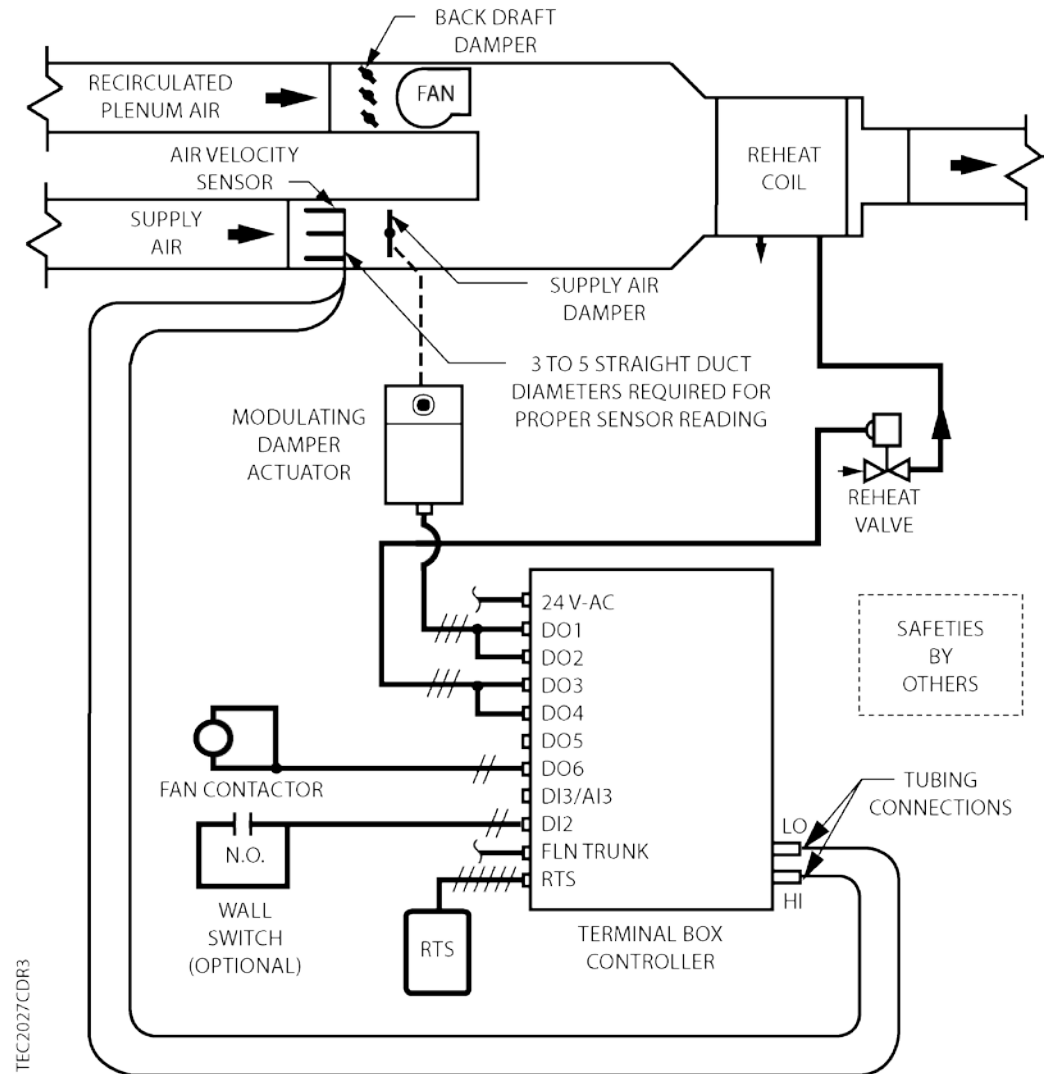 BACK DRAFT
DAMPER
RECIRCULATED
PLENUM AIR
FAN
AIR VELOCITY
SENSOR
REHEAT
COIL
SUPPLY
AIR
SUPPLY AIR
DAMPER
3 TO 5 STRAIGHT DUCT
DIAMETERS REQUIRED FOR
PROPER SENSOR READING
MODULATING
DAMPER
ACTUATOR
REHEAT
VALVE
24 V-AC
DO1
DO2
DO3
DO4
DO5
DO6
DI3/AI3
DI2
FLN TRUNK
RTS
SAFETIES
BY
OTHERS
FAN CONTACTOR
TUBING
CONNECTIONS
LO
HI
N.O.
WALL
SWITCH
(OPTIONAL)
RTS
TERMINAL BOX
CONTROLLER
TEC2027CDR3